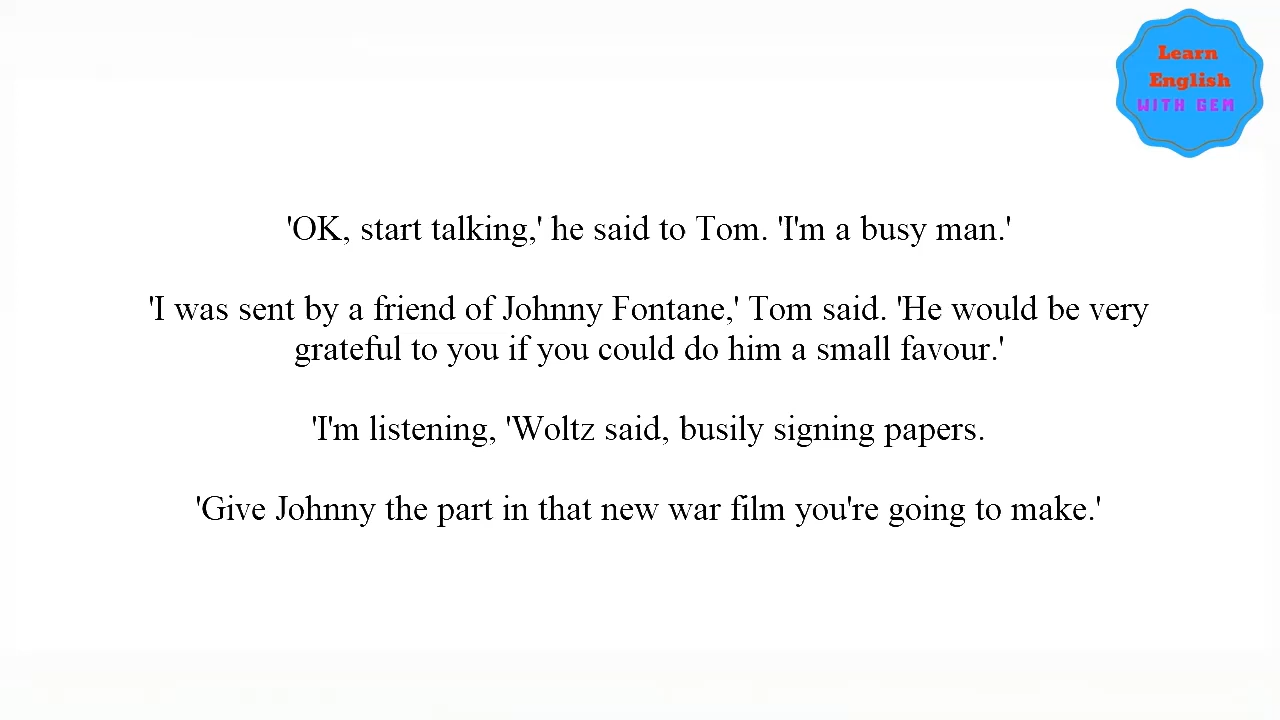 Learn
English
WITH GEM
'OK, start talking,' he said to Tom. 'I'm a busy man.'
'I was sent by a friend of Johnny Fontane,' Tom said. 'He would be very
grateful to you if you could do him a small favour.'
'I'm listening, 'Woltz said, busily signing papers.
'Give Johnny the part in that new war film you're going to make.'